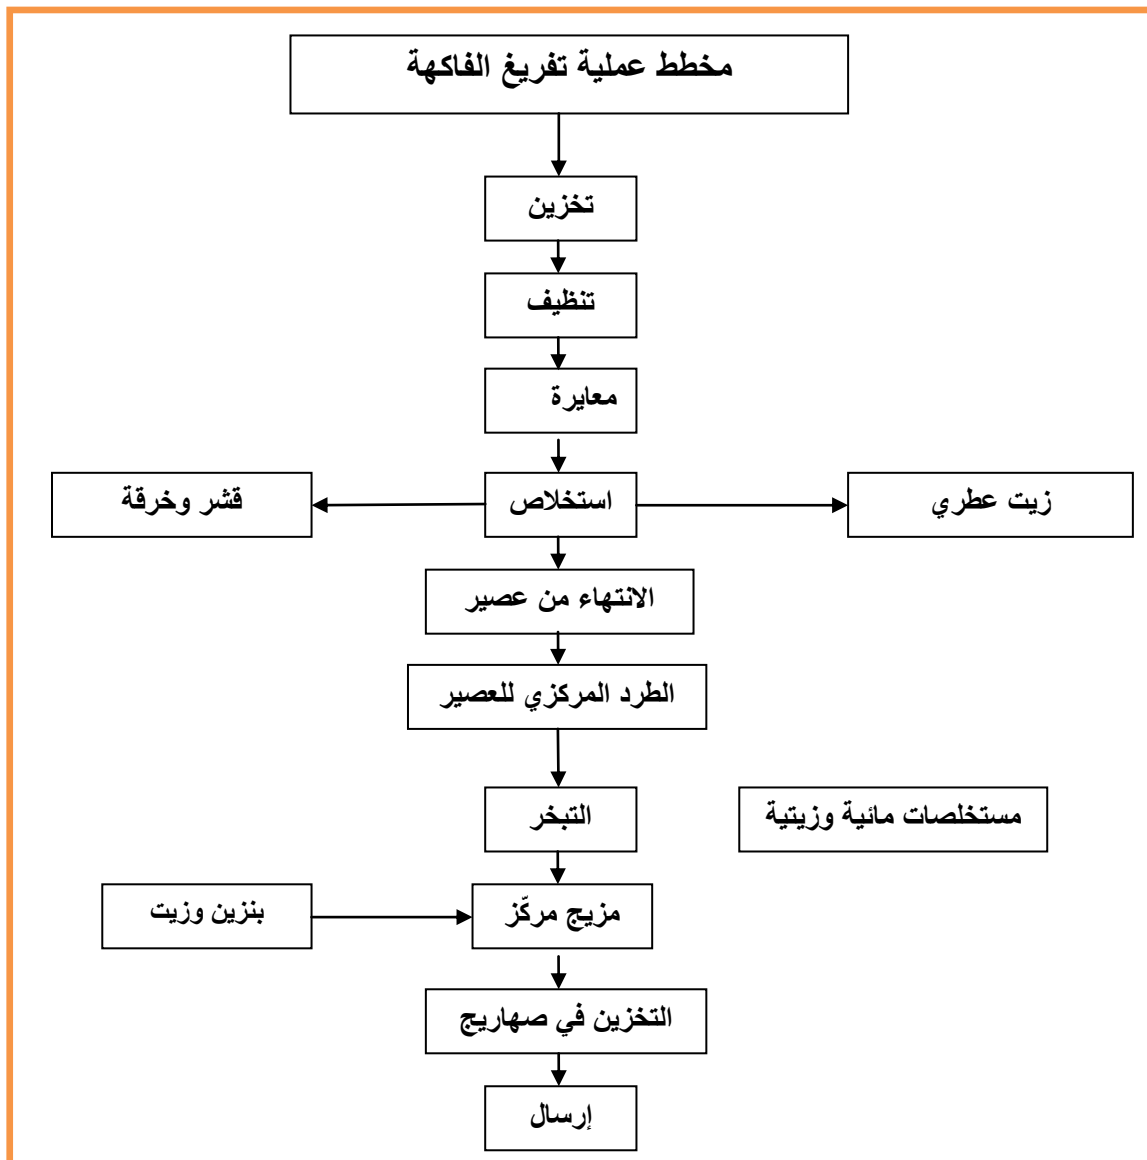 مخطط عملية تفريغ الفاكهة
تخزين
تنظيف
معايرة
قشر وخرقة
استخلاص
زيت عطري
الانتهاء من عصير
الطرد المركزي للعصير
التبخر
مستخلصات مائية وزيتية
بنزين وزيت
مزيج مركّز
التخزين في صهاريج
إرسال